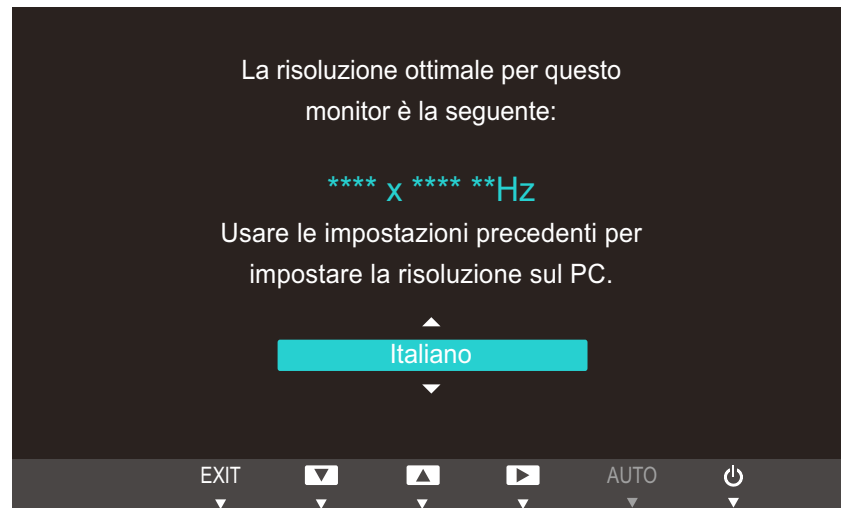 La risoluzione ottimale per questo
monitor è la seguente:
**** x **** **Hz
Usare le impostazioni precedenti per
impostare la risoluzione sul PC.
Italiano
EXIT AUTO